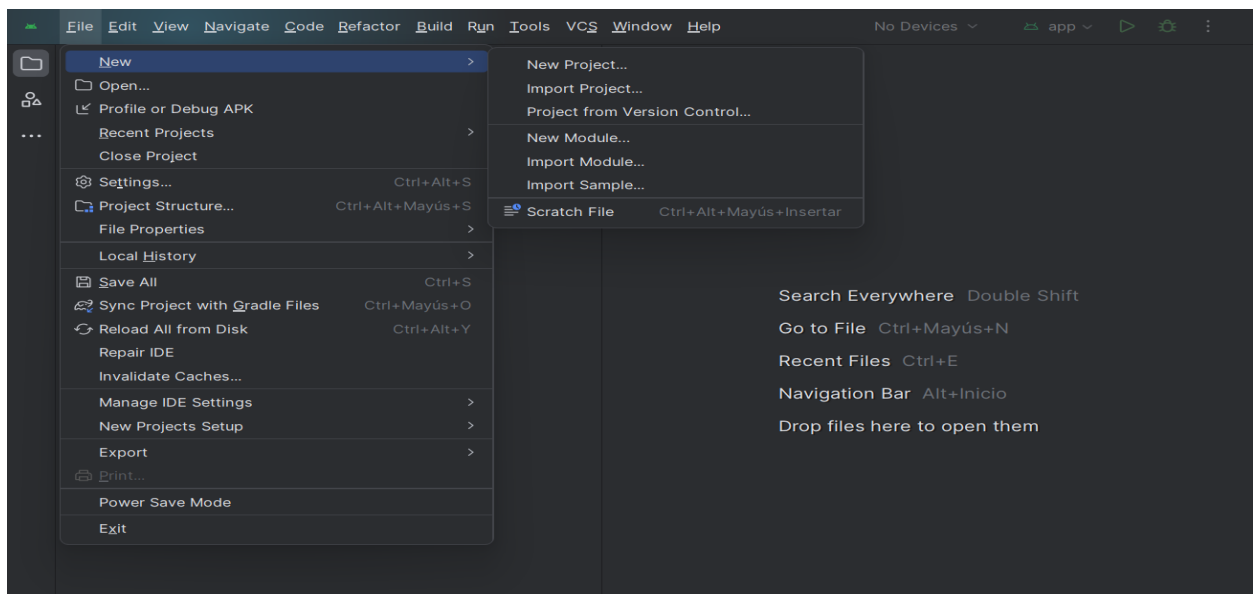 File Edit View Navigate Code Refactor Build Run Tools VCS Window Help No Devices app
New
Open...
Profile or Debug APK
Recent Projects
Close Project
Settings... Ctrl+Alt+S
Project Structure... Ctrl+Alt+Mayús+S
File Properties
Local History
Save All Ctrl+S
Sync Project with Gradle Files Ctrl+Mayús+O
Reload All from Disk Ctrl+Alt+Y
Repair IDE
Invalidate Caches...
Manage IDE Settings
New Projects Setup
Export
Print...
Power Save Mode
Exit
New Project...
Import Project...
Project from Version Control...
New Module...
Import Module...
Import Sample...
Scratch File Ctrl+Alt+Mayús+Insertar
Search Everywhere Double Shift
Go to File Ctrl+Mayús+N
Recent Files Ctrl+E
Navigation Bar Alt+Inicio
Drop files here to open them